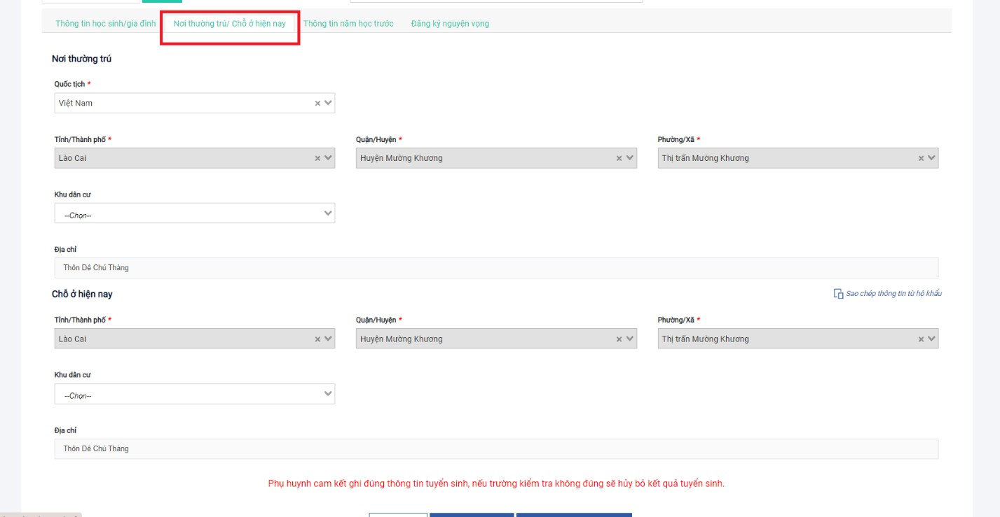 Thông tin học sinh/gia đình Nơi thường trú/ Chỗ ở hiện nay Thông tin năm học trước Đăng ký nguyện vọng
Nơi thường trú
Quốc tịch *
Việt Nam
Tỉnh/Thành phố * Quận/Huyện * Phường/Xã *
Lào Cai Huyện Mường Khương Thị trấn Mường Khương
Khu dân cư
--Chọn--
Địa chỉ
Thôn Dê Chú Thàng
Chỗ ở hiện nay Sao chép thông tin từ hộ khẩu
Tỉnh/Thành phố * Quận/Huyện * Phường/Xã *
Lào Cai Huyện Mường Khương Thị trấn Mường Khương
Khu dân cư
--Chọn--
Địa chỉ
Thôn Dê Chú Thàng
Phụ huynh cam kết ghi đúng thông tin tuyển sinh, nếu trường kiểm tra không đúng sẽ hủy bỏ kết quả tuyển sinh.